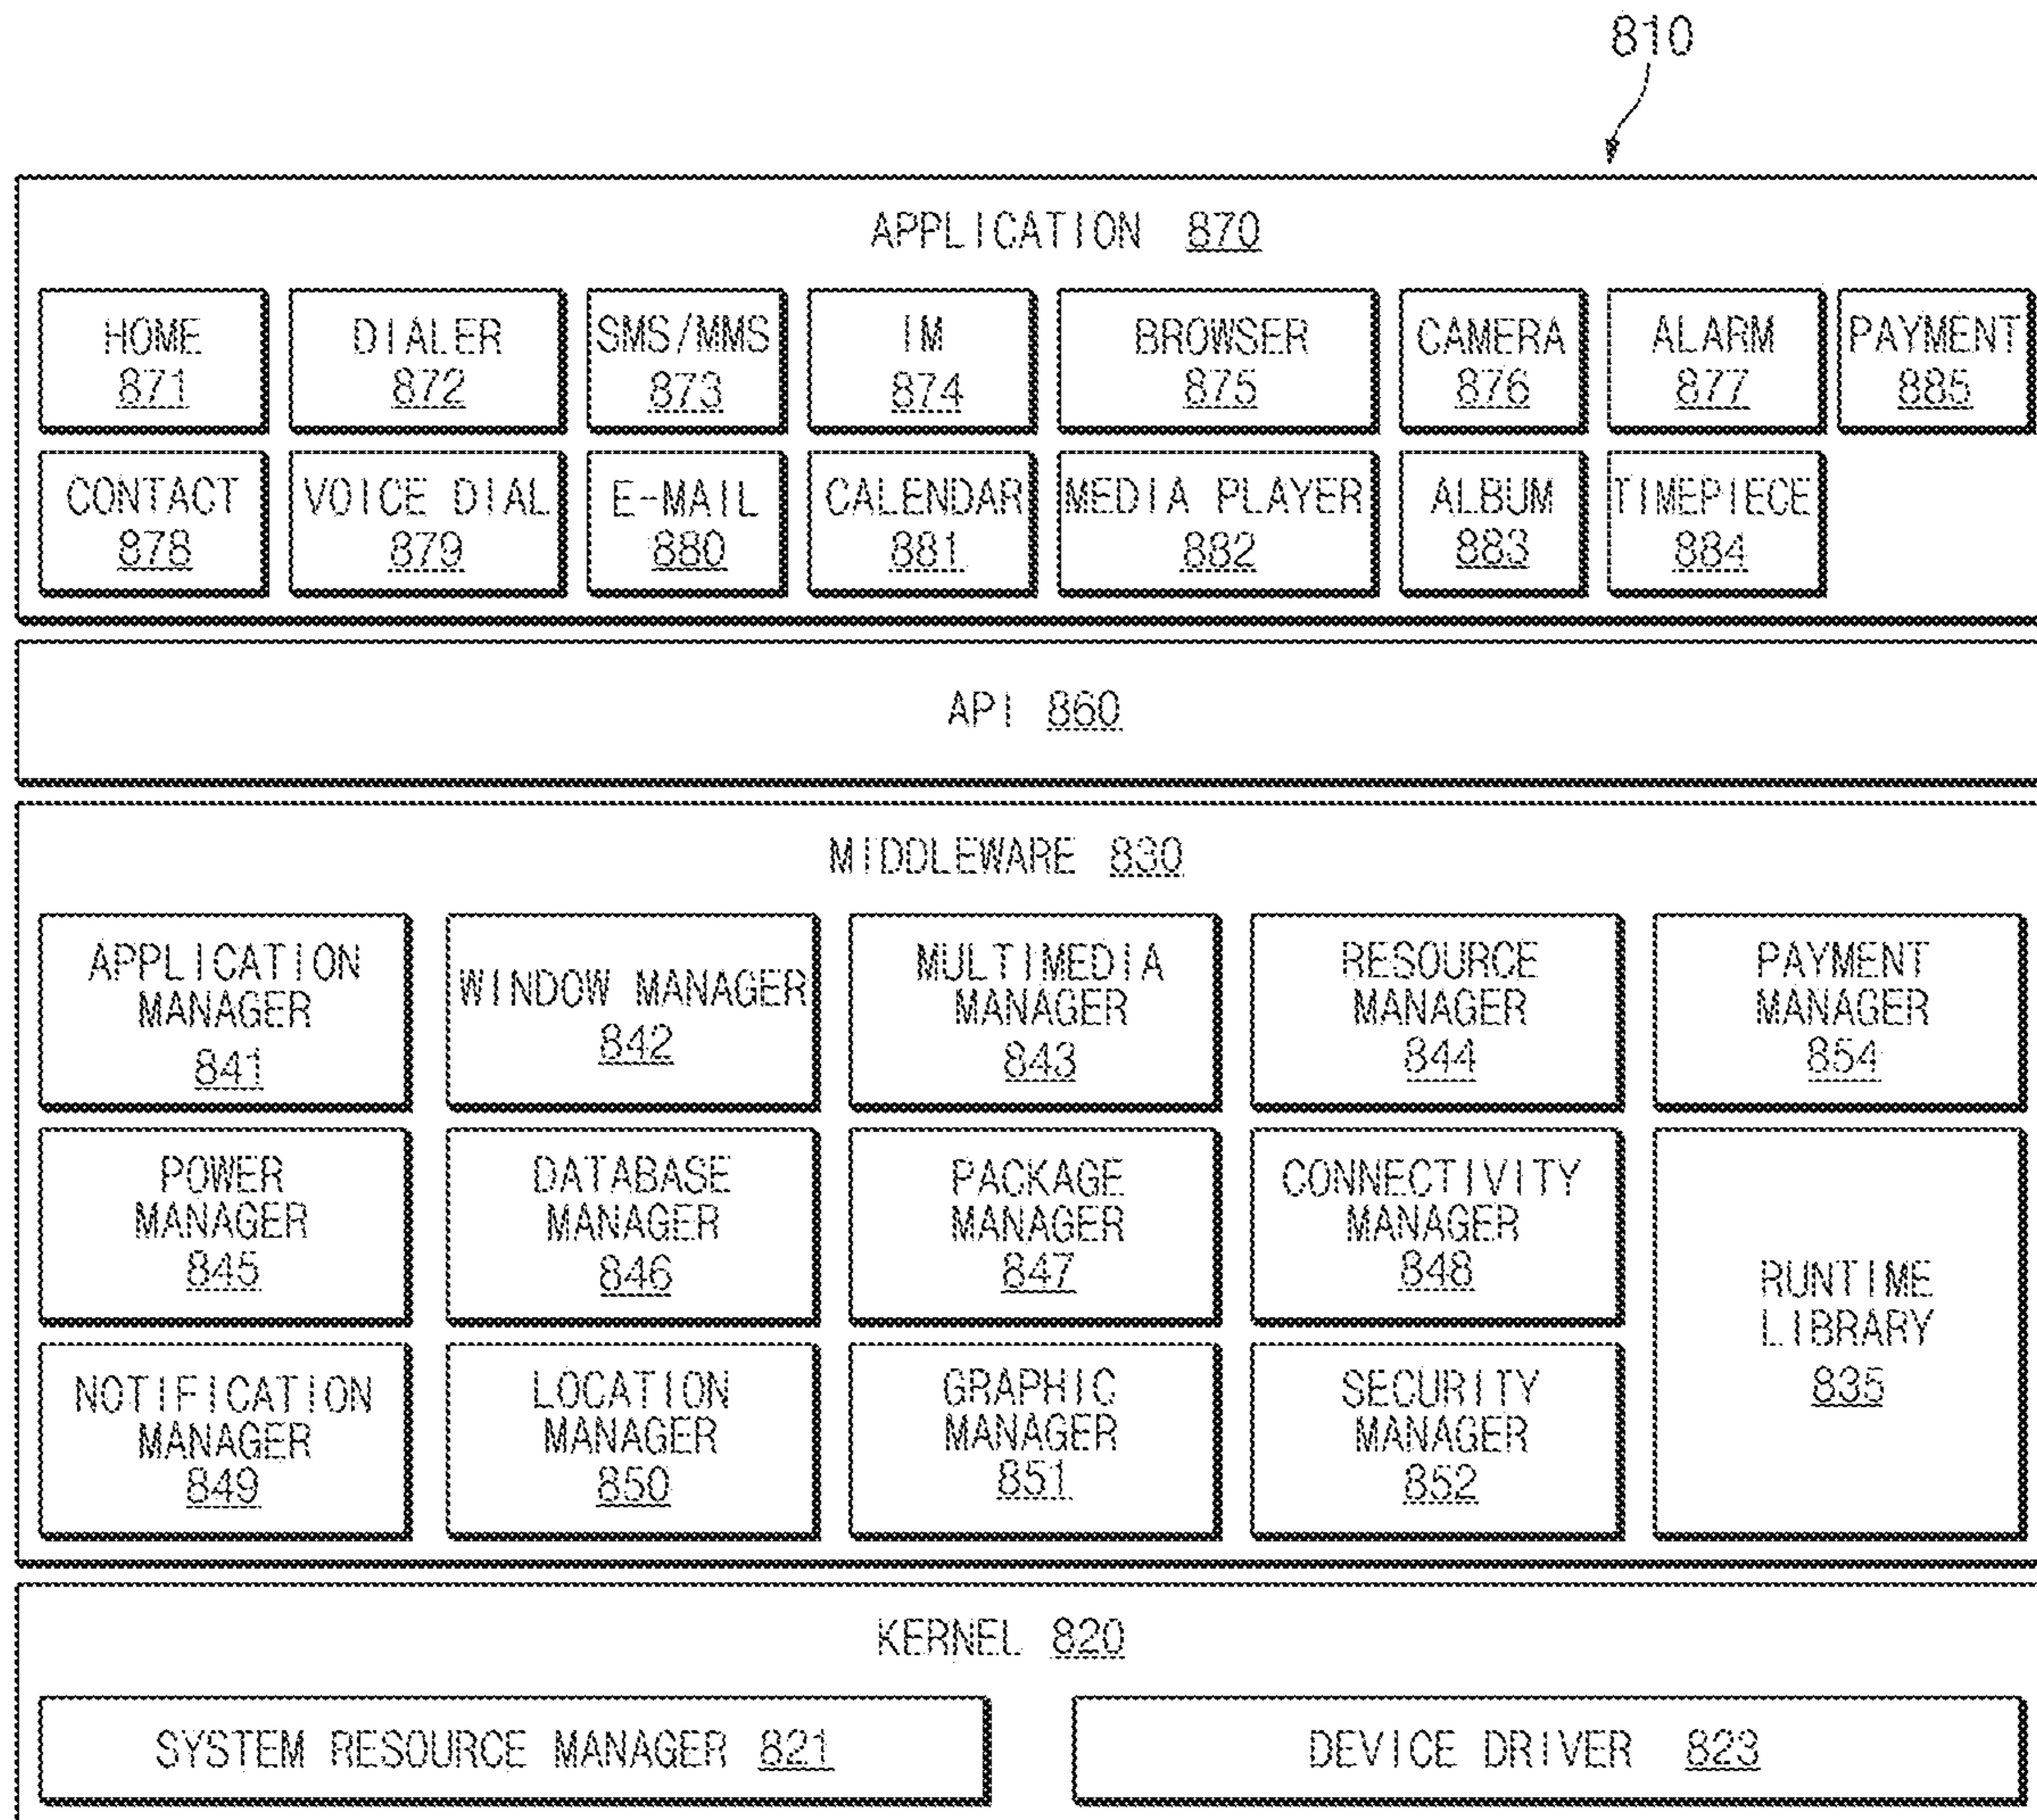 810
APPLICATION 870
HOME
871
DIALER
872
SMS/MMS
873
IM
874
BROWSER
875
CAMERA
876
ALARM
877
PAYMENT
885
CONTACT
878
VOICE DIAL
879
E-MAIL
880
CALENDAR
881
MEDIA PLAYER
882
ALBUM
883
TIMEPIECE
884
API 860
MIDDLEWARE 830
APPLICATION
MANAGER
841
WINDOW MANAGER
842
MULTIMEDIA
MANAGER
843
RESOURCE
MANAGER
844
PAYMENT
MANAGER
854
POWER
MANAGER
845
DATABASE
MANAGER
846
PACKAGE
MANAGER
847
CONNECTIVITY
MANAGER
848
RUNTIME
LIBRARY
835
NOTIFICATION
MANAGER
849
LOCATION
MANAGER
850
GRAPHIC
MANAGER
851
SECURITY
MANAGER
852
KERNEL 820
SYSTEM RESOURCE MANAGER 821
DEVICE DRIVER 823